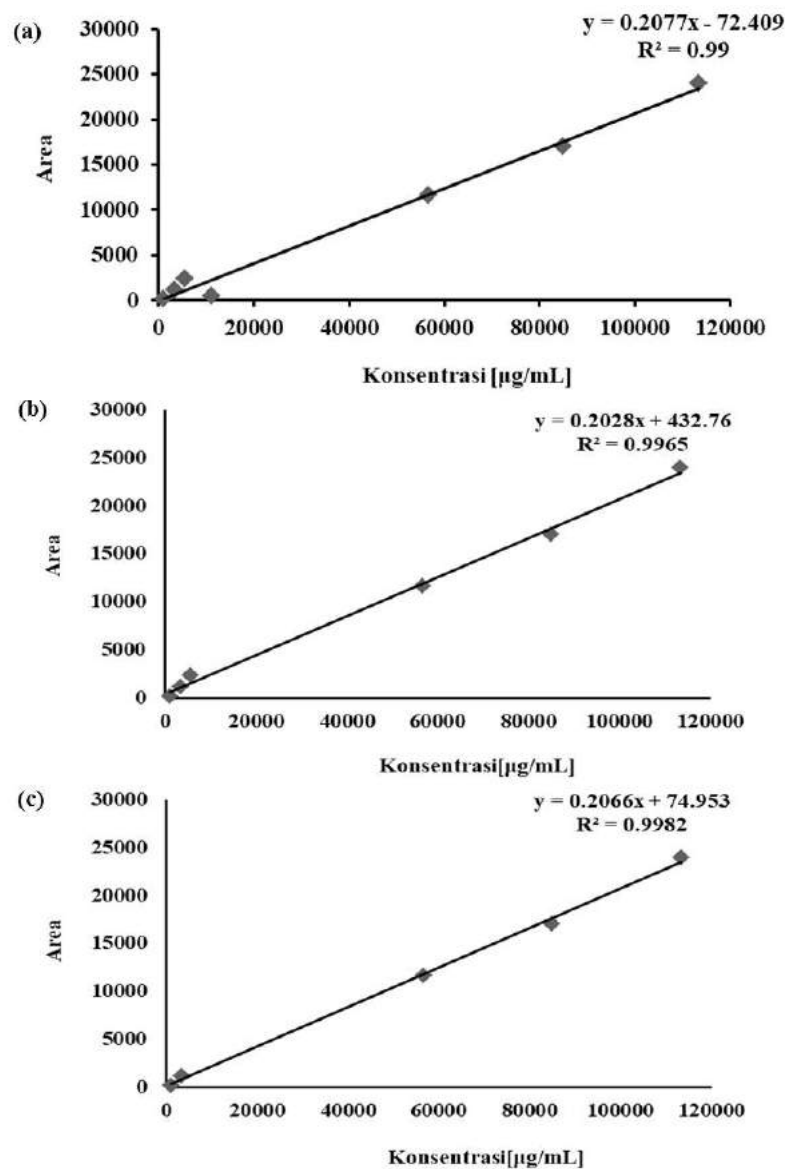 (a)
y = 0.2077x - 72.409
R² = 0.99
30000
25000
20000
15000
10000
5000
0
Area
0 20000 40000 60000 80000 100000 120000
Konsentrasi [µg/mL]
(b)
y = 0.2028x + 432.76
R² = 0.9965
30000
25000
20000
15000
10000
5000
0
Area
0 20000 40000 60000 80000 100000 120000
Konsentrasi[µg/mL]
(c)
y = 0.2066x + 74.953
R² = 0.9982
30000
25000
20000
15000
10000
5000
0
Area
0 20000 40000 60000 80000 100000 120000
Konsentrasi[µg/mL]